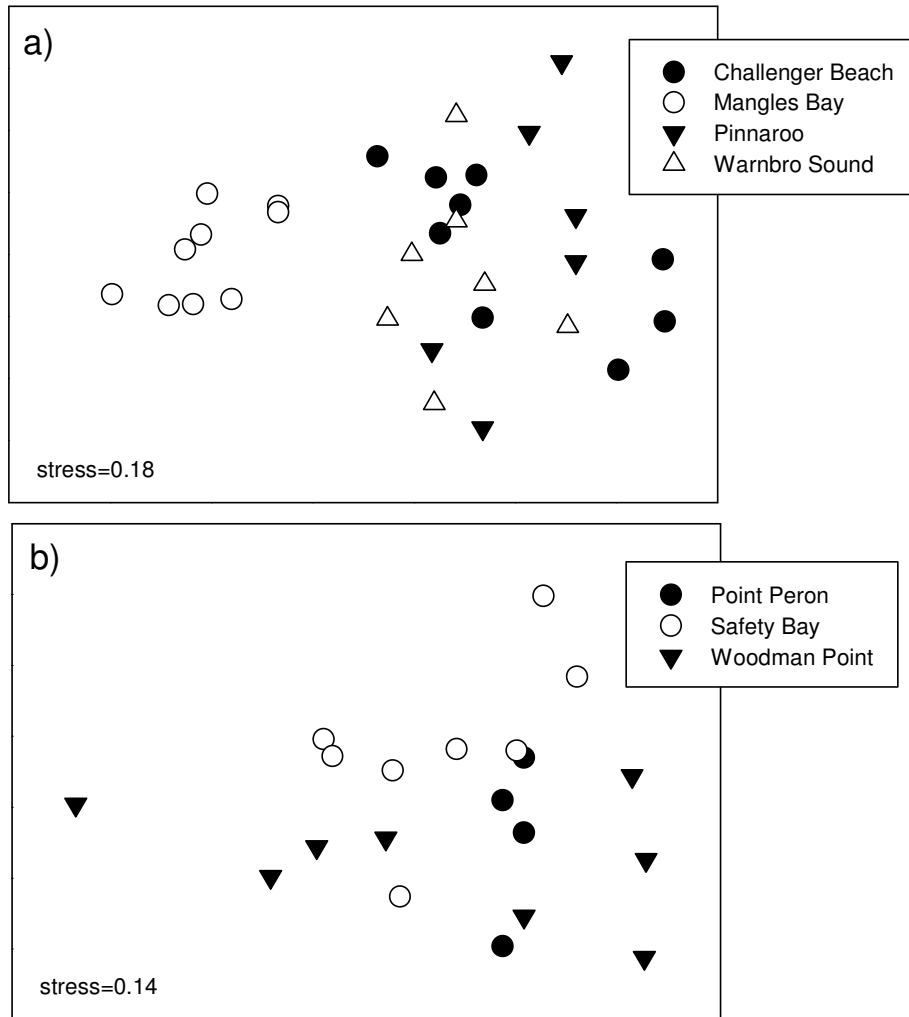 a)
Challenger Beach
Mangles Bay
Pinnaroo
Warnbro Sound
stress=0.18
b)
Point Peron
Safety Bay
Woodman Point
stress=0.14